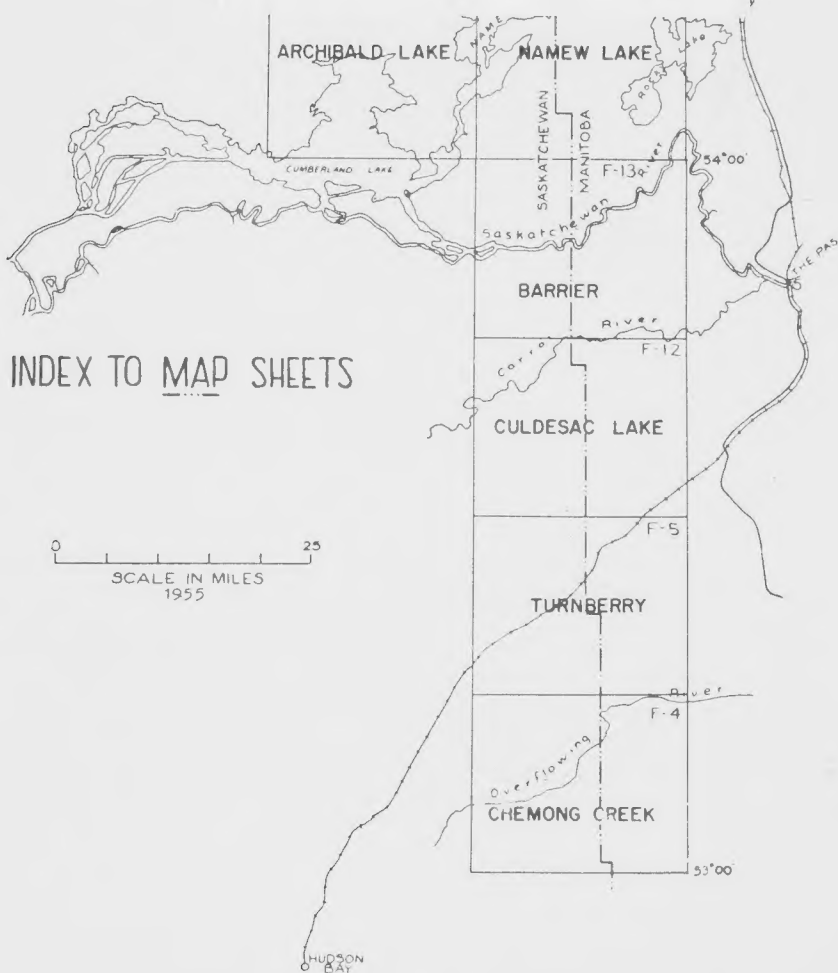 NAME
ARCHIBALD LAKE
NAMEW LAKE
SASKATCHEWAN
MANITOBA
CUMBERLAND LAKE
F-13
54°00'
Saskatchewan River
THE PAS
BARRIER
Carrot River
F-12
INDEX TO MAP SHEETS
CULDESAC LAKE
F-5
0 25
SCALE IN MILES
1955
TURNBERRY
F-4
Overflowing River
CHEMONG CREEK
53°00'
HUDSON
BAY